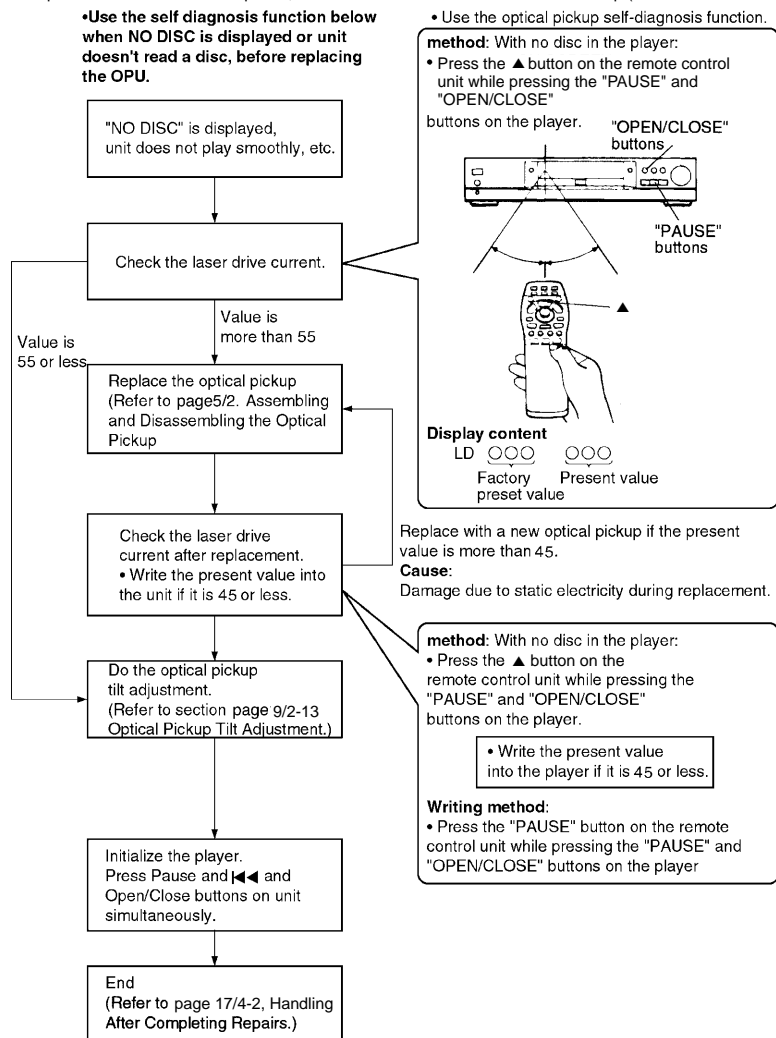 •Use the self diagnosis function below
when NO DISC is displayed or unit
doesn't read a disc, before replacing
the OPU.
"NO DISC" is displayed,
unit does not play smoothly, etc.
Check the laser drive current.
Value is
55 or less
Value is
more than 55
Replace the optical pickup
(Refer to page5/2. Assembling
and Disassembling the Optical
Pickup
Check the laser drive
current after replacement.
• Write the present value into
the unit if it is 45 or less.
Do the optical pickup
tilt adjustment.
(Refer to section page 9/2-13
Optical Pickup Tilt Adjustment.)
Initialize the player.
Press Pause and |◀◀ and
Open/Close buttons on unit
simultaneously.
End
(Refer to page 17/4-2, Handling
After Completing Repairs.)
• Use the optical pickup self-diagnosis function.
method: With no disc in the player:
• Press the ▲ button on the remote control
unit while pressing the "PAUSE" and
"OPEN/CLOSE"
buttons on the player.
"OPEN/CLOSE"
buttons
"PAUSE"
buttons
▲
Display content
LD ○○○ ○○○
Factory
preset value
Present value
Replace with a new optical pickup if the present
value is more than 45.
Cause:
Damage due to static electricity during replacement.
method: With no disc in the player:
• Press the ▲ button on the
remote control unit while pressing the
"PAUSE" and "OPEN/CLOSE"
buttons on the player.
• Write the present value
into the player if it is 45 or less.
Writing method:
• Press the "PAUSE" button on the remote
control unit while pressing the "PAUSE" and
"OPEN/CLOSE" buttons on the player